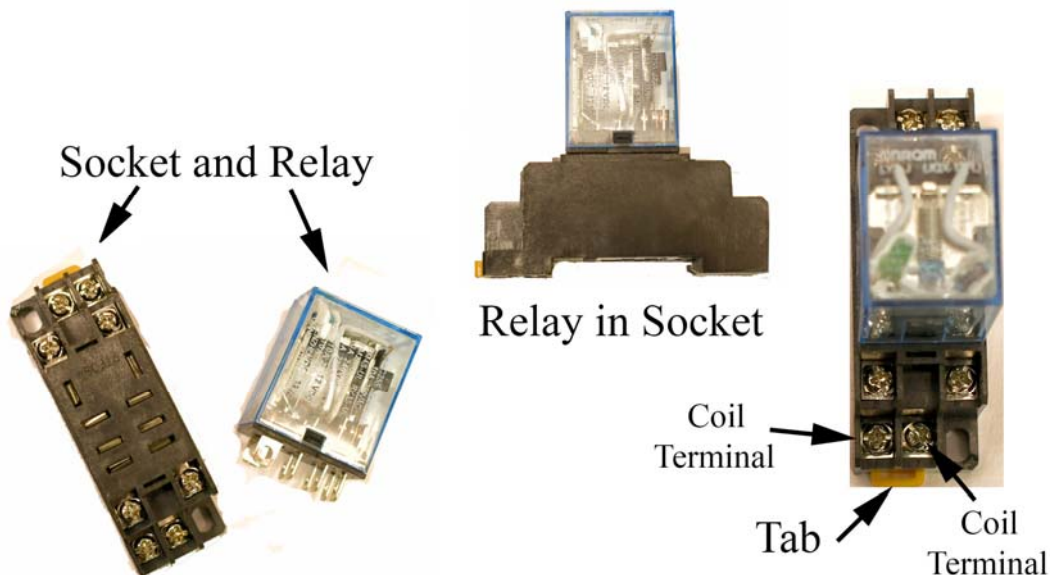 Socket and Relay
Relay in Socket
Coil
Terminal
Tab
Coil
Terminal